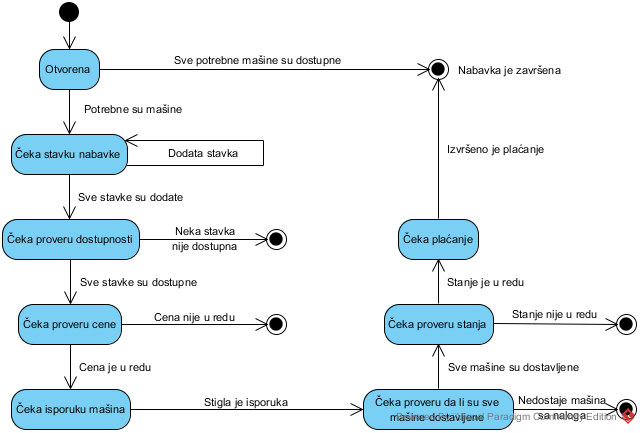 Sve potrebne mašine su dostupne
Otvorena
Nabavka je završena
Potrebne su mašine
Čeka stavku nabavke
Dodata stavka
Izvršeno je plaćanje
Sve stavke su dodate
Čeka proveru dostupnosti
Neka stavka
nije dostupna
Čeka plaćanje
Sve stavke su dostupne
Stanje je u redu
Čeka proveru cene
Cena nije u redu
Čeka proveru stanja
Stanje nije u redu
Cena je u redu
Sve mašine su dostavljene
Čeka isporuku mašina
Stigla je isporuka
Čeka proveru da li su sve
mašine dostavljene
Nedostaje mašina
sa naloga
Visual Paradigm Community Edition